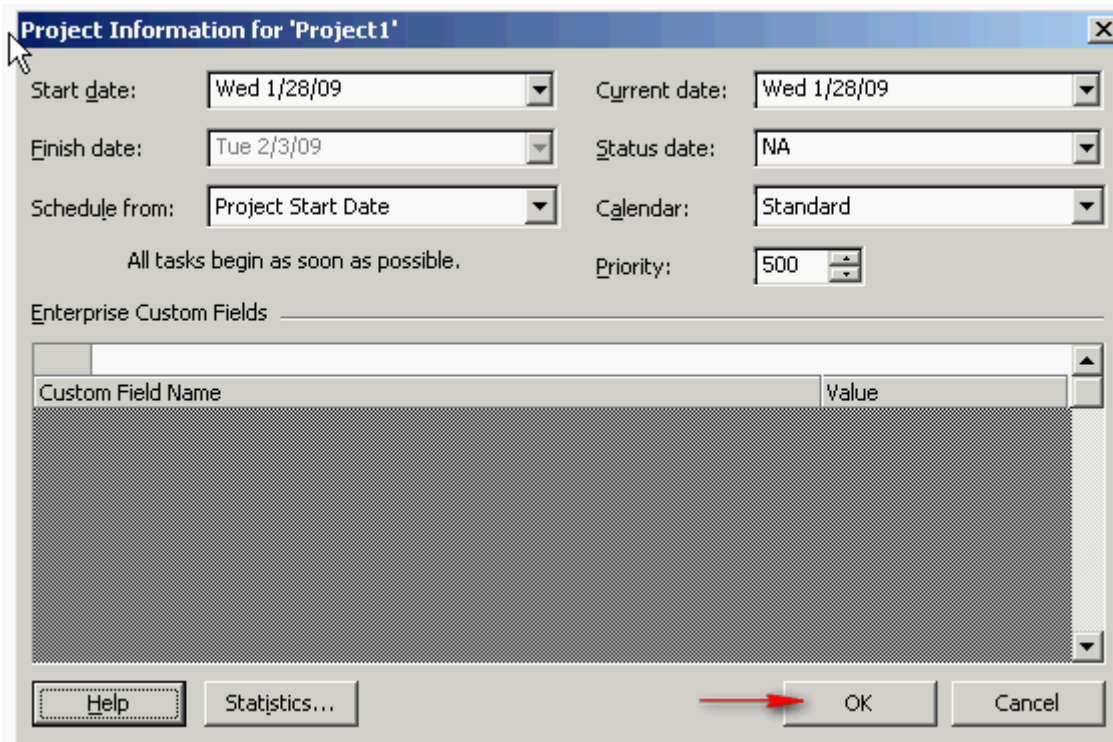 Project Information for 'Project1'
Start date: Wed 1/28/09 Current date: Wed 1/28/09
Finish date: Tue 2/3/09 Status date: NA
Schedule from: Project Start Date Calendar: Standard
All tasks begin as soon as possible. Priority: 500
Enterprise Custom Fields
Custom Field Name Value
Help Statistics... OK Cancel